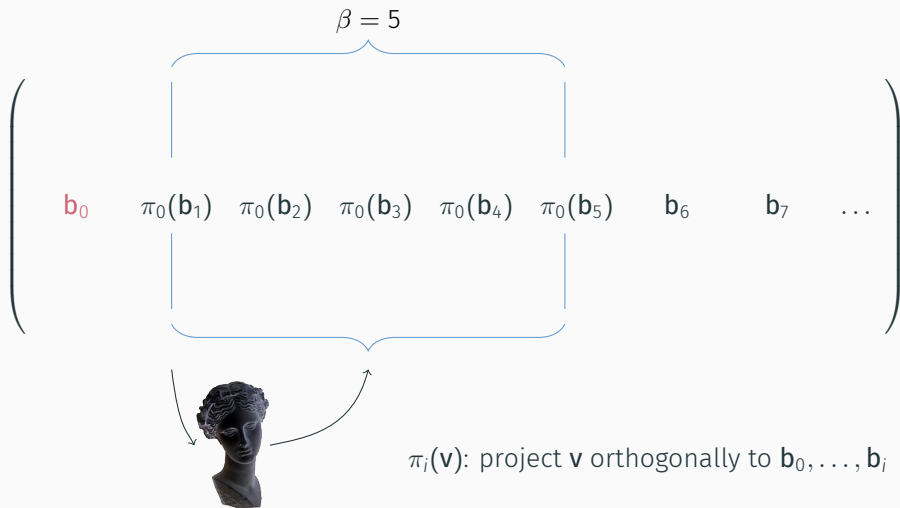 β = 5
b₀ π₀(b₁) π₀(b₂) π₀(b₃) π₀(b₄) π₀(b₅) b₆ b₇ ...
πᵢ(v): project v orthogonally to b₀, ..., bᵢ